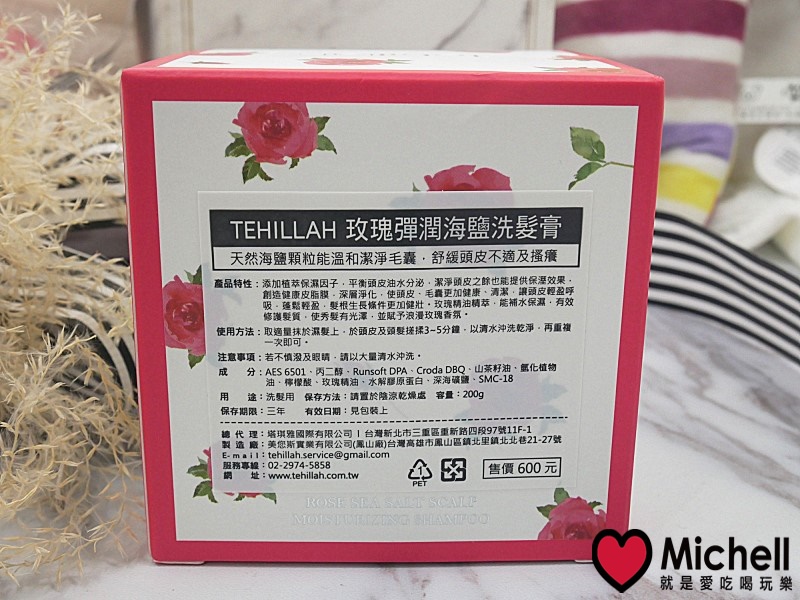 TEHILLAH 玫瑰彈潤海鹽洗髮膏
天然海鹽顆粒能溫和潔淨毛囊,舒緩頭皮不適及搔癢
產品特性:添加植萃保濕因子,平衡頭皮油水分泌,潔淨頭皮之餘也能提供保溼效果、
創造健康皮脂膜,深層淨化,使頭皮、毛囊更加健康、清潔,讓頭皮輕盈呼
吸,蓬鬆輕盈,髮根生長條件更加健壯。玫瑰精油精萃,能補水保濕,有效
修護髮質,使秀髮有光澤,並賦予浪漫玫瑰香氛。
使用方法:取適量抹於濕髮上,於頭皮及頸髮搓揉3~5分鐘,以清水沖洗乾淨,再重複
一次即可。
注意事項:若不慎潑及眼睛,請以大量清水沖洗。
成 分:AES 6501、丙二醇、Runsoft DPA、Croda DBQ、山茶籽油、氫化植物
油、檸檬酸、玫瑰精油、水解膠原蛋白、深海礦鹽、SMC-18
用 途:洗髮用 保存方法:請置於陰涼乾燥處 容量:200g
保存期限:三年 有效日期:見包裝上
總代理:塔琪雅國際有限公司 | 台灣新北市三重區重新路四段97號11F-1
製造廠:美您斯實業有限公司(鳳山廠)台灣高雄市鳳山區鎮北里鎮北北巷21-27號
E-mail:tehillah.service@gmail.com
服務專線:02-2974-5858
網 址:www.tehillah.com.tw
PET
售價 600 元
ROSE SEA SALT SCALP
MOISTURIZING SHAMPOO
Michell
就是愛吃喝玩樂